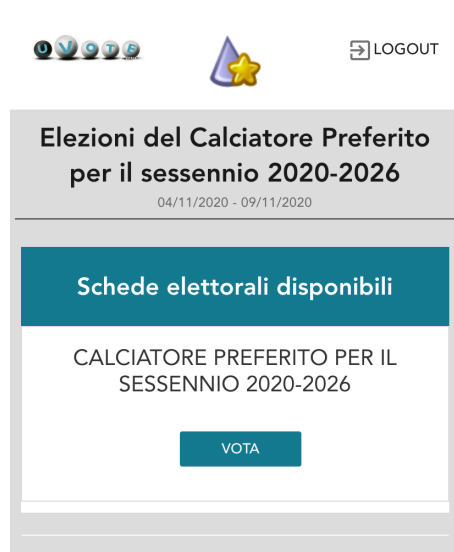 UVOTE
LOGOUT
Elezioni del Calciatore Preferito
per il sessennio 2020-2026
04/11/2020 - 09/11/2020
Schede elettorali disponibili
CALCIATORE PREFERITO PER IL
SESSENNIO 2020-2026
VOTA